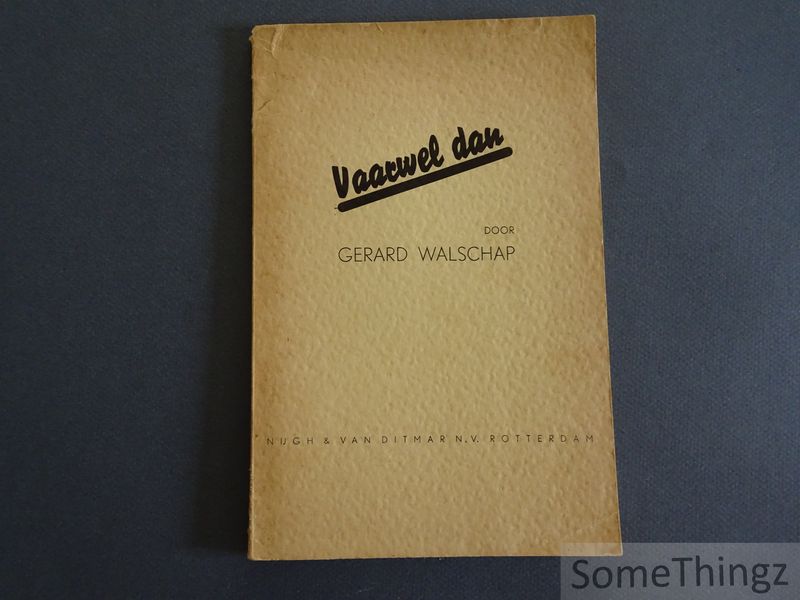 Vaarwel dan
DOOR
GERARD WALSCHAP
NIJGH & VAN DITMAR N.V. ROTTERDAM
SomeThingz